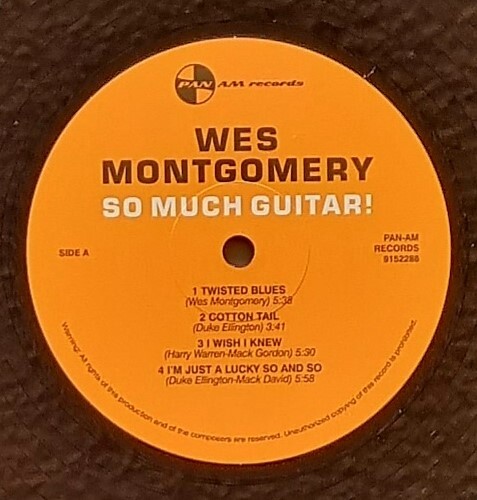 PAN AM records
WES
MONTGOMERY
SO MUCH GUITAR!
SIDE A
PAN-AM
RECORDS
9152288
1 TWISTED BLUES
(Wes Montgomery) 5:38
2 COTTON TAIL
(Duke Ellington) 3:41
3 I WISH I KNEW
(Harry Warren-Mack Gordon) 5:30
4 I'M JUST A LUCKY SO AND SO
(Duke Ellington-Mack David) 5:58
Warning: All rights of this production end of the composers are reserved. Unauthorized copying of this record is prohibited.